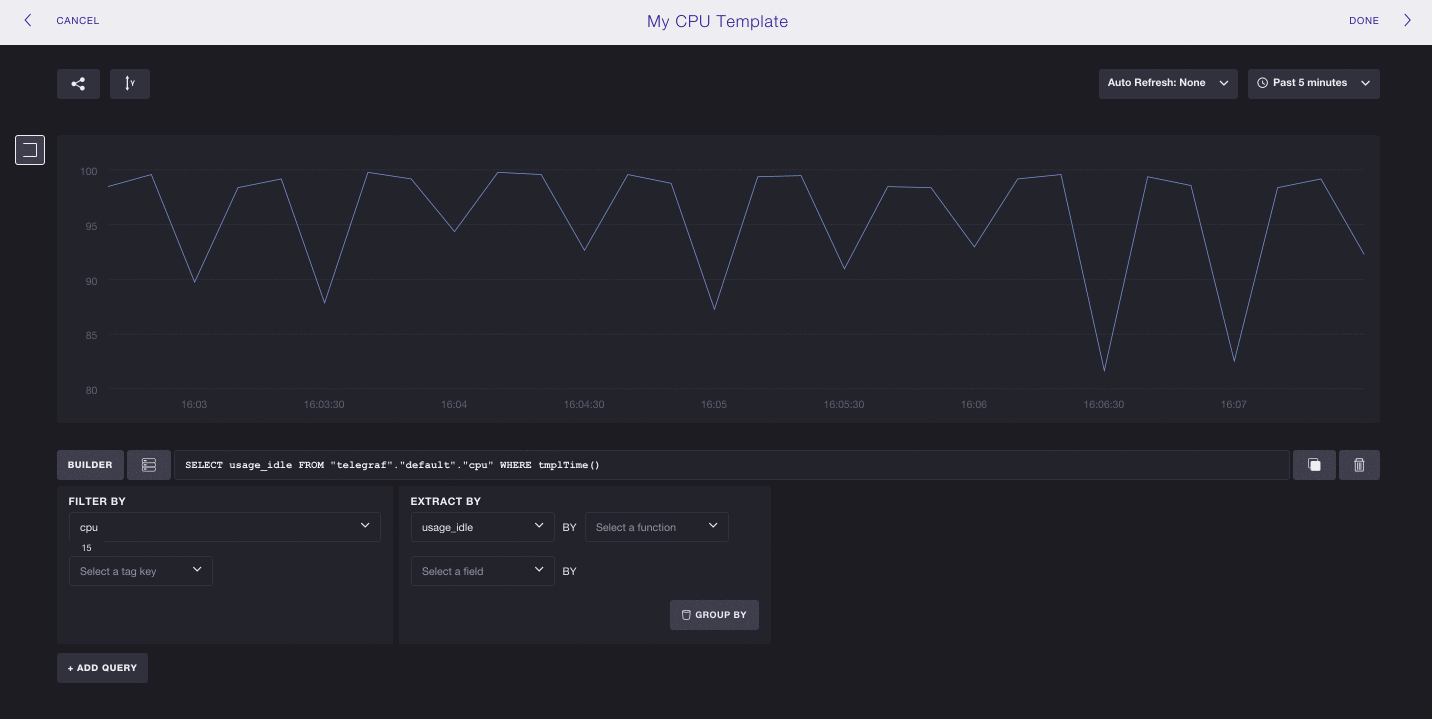 CANCEL My CPU Template DONE
Y Auto Refresh: None Past 5 minutes
100
95
90
85
80
16:03 16:03:30 16:04 16:04:30 16:05 16:05:30 16:06 16:06:30 16:07
BUILDER SELECT usage_idle FROM "telegraf"."default"."cpu" WHERE tmplTime()
FILTER BY
cpu
15
Select a tag key
EXTRACT BY
usage_idle BY Select a function
Select a field BY
GROUP BY
+ ADD QUERY